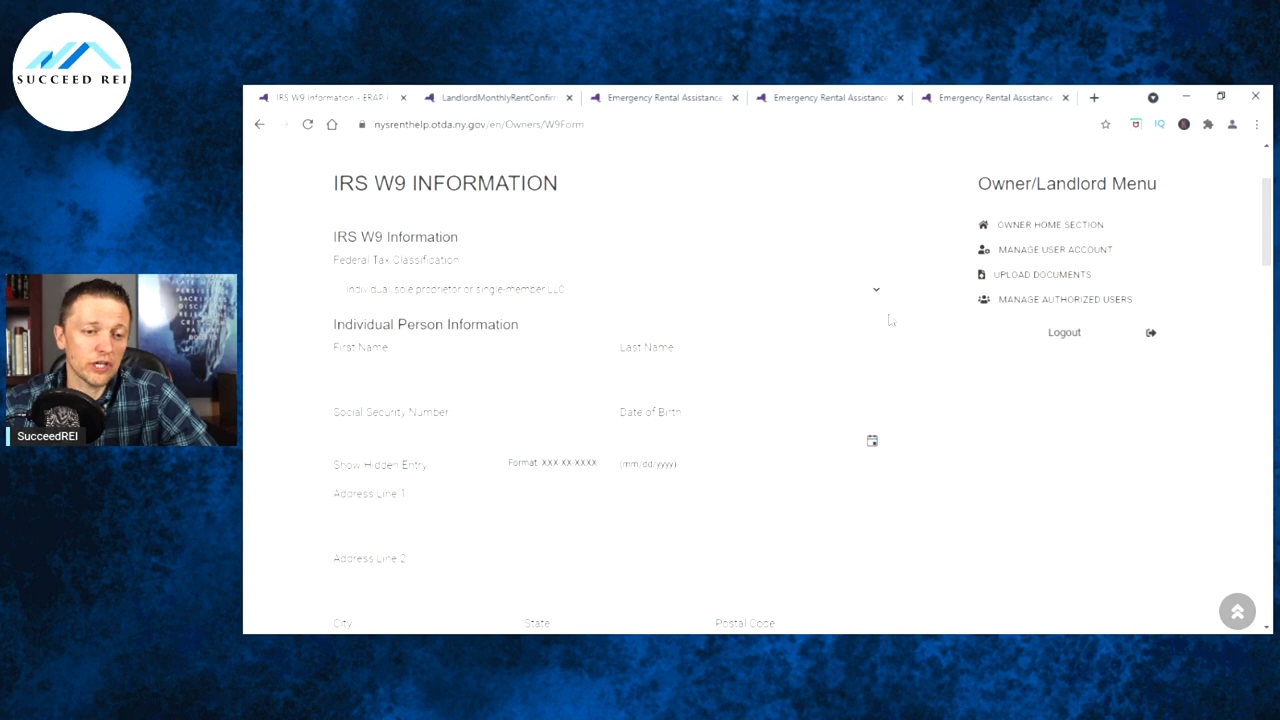 SUCCEED REI
IRS W9 Information - ERAP
LandlordMonthlyRentConfirm
Emergency Rental Assistance
Emergency Rental Assistance
Emergency Rental Assistance
nysrenthelp.otda.ny.gov/en/Owners/W9Form
IQ
IRS W9 INFORMATION
Owner/Landlord Menu
OWNER HOME SECTION
MANAGE USER ACCOUNT
UPLOAD DOCUMENTS
MANAGE AUTHORIZED USERS
Logout
IRS W9 Information
Federal Tax Classification
Individual sole proprietor or single-member LLC
Individual Person Information
First Name Last Name
Social Security Number Date of Birth
Show Hidden Entry Format: XXX-XX-XXXX (mm/dd/yyyy)
Address Line 1
Address Line 2
City State Postal Code
SucceedREI